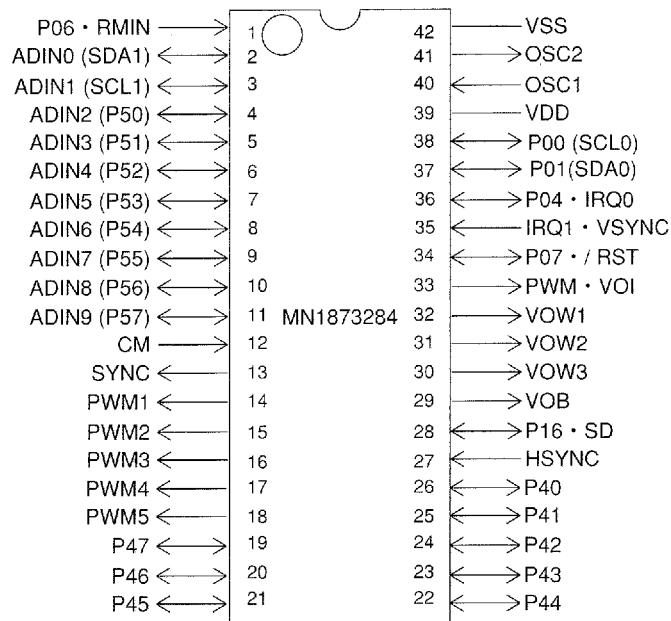 P06・RMIN 1 42 VSS
ADIN0 (SDA1) 2 41 OSC2
ADIN1 (SCL1) 3 40 OSC1
ADIN2 (P50) 4 39 VDD
ADIN3 (P51) 5 38 P00 (SCL0)
ADIN4 (P52) 6 37 P01(SDA0)
ADIN5 (P53) 7 36 P04・IRQ0
ADIN6 (P54) 8 35 IRQ1・VSYNC
ADIN7 (P55) 9 34 P07・/ RST
ADIN8 (P56) 10 33 PWM・VOI
ADIN9 (P57) 11 MN1873284 32 VOW1
CM 12 31 VOW2
SYNC 13 30 VOW3
PWM1 14 29 VOB
PWM2 15 28 P16・SD
PWM3 16 27 HSYNC
PWM4 17 26 P40
PWM5 18 25 P41
P47 19 24 P42
P46 20 23 P43
P45 21 22 P44